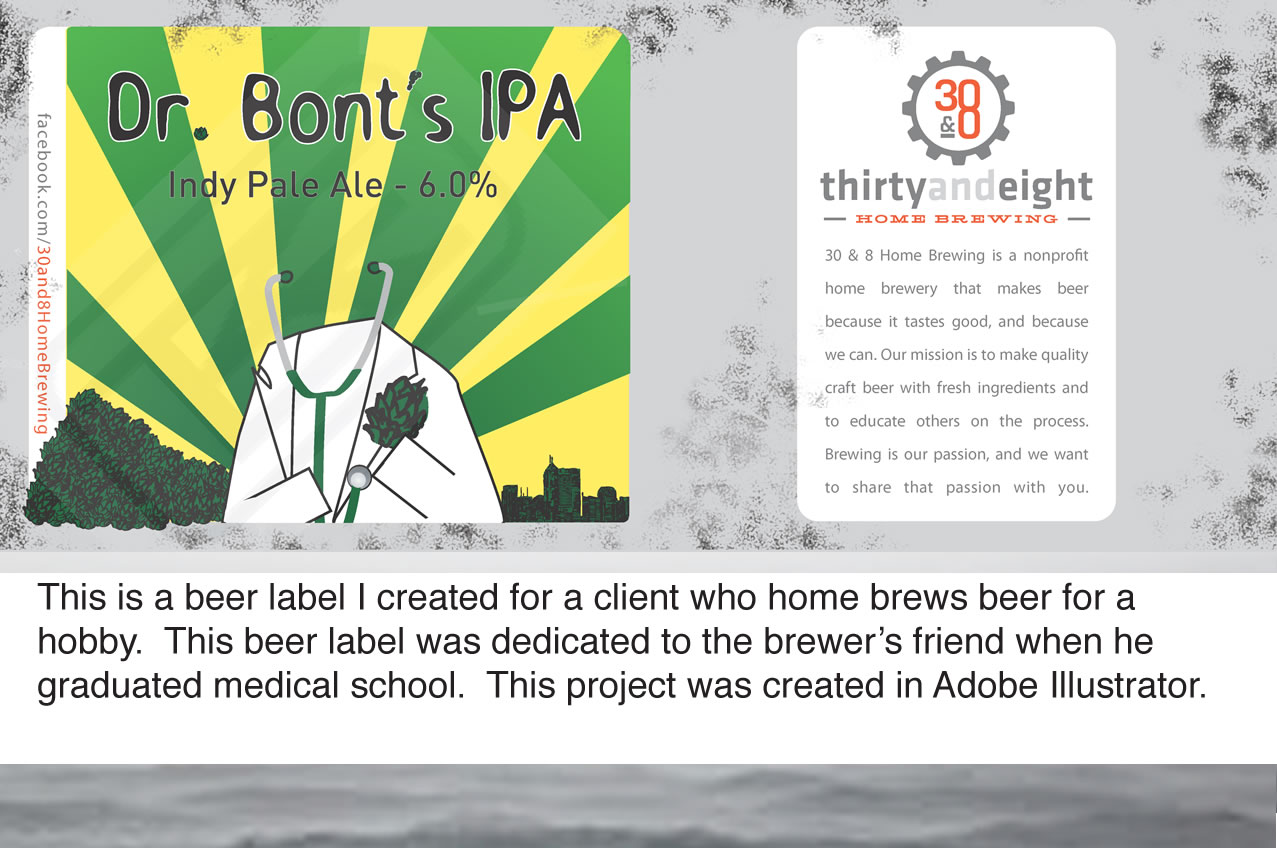 facebook.com/30and8HomeBrewing
Dr. Bont's IPA
Indy Pale Ale - 6.0%
30
&8
thirtyandeight
HOME BREWING
30 & 8 Home Brewing is a nonprofit
home brewery that makes beer
because it tastes good, and because
we can. Our mission is to make quality
craft beer with fresh ingredients and
to educate others on the process.
Brewing is our passion, and we want
to share that passion with you.
This is a beer label I created for a client who home brews beer for a
hobby.  This beer label was dedicated to the brewer’s friend when he
graduated medical school.  This project was created in Adobe Illustrator.